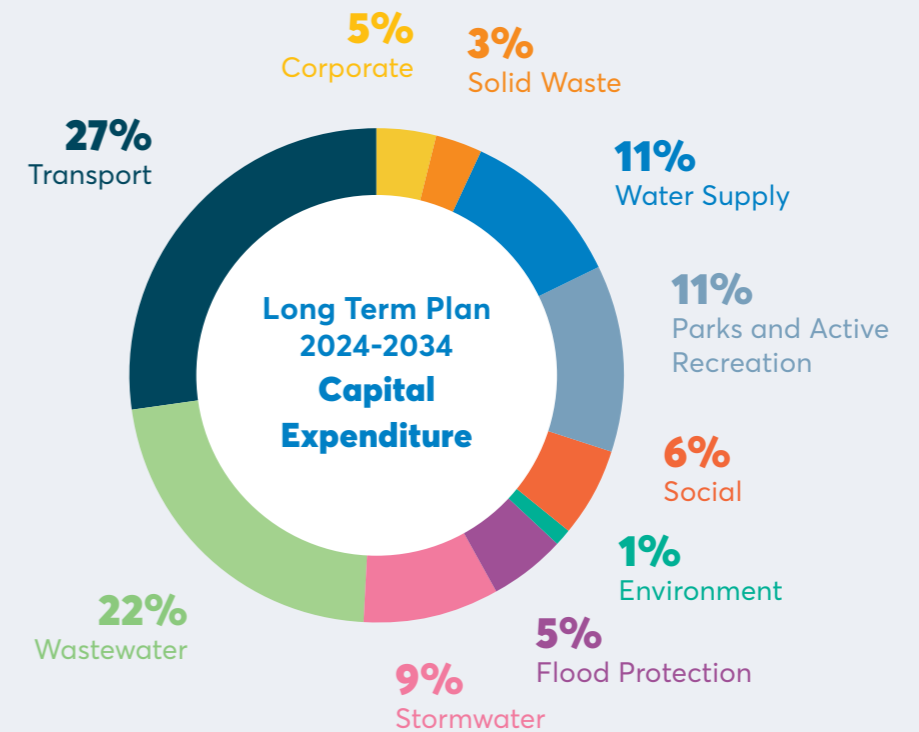 5%
Corporate
3%
Solid Waste
27%
Transport
11%
Water Supply
11%
Parks and Active
Recreation
Long Term Plan
2024-2034
Capital
Expenditure
6%
Social
1%
Environment
5%
Flood Protection
9%
Stormwater
22%
Wastewater